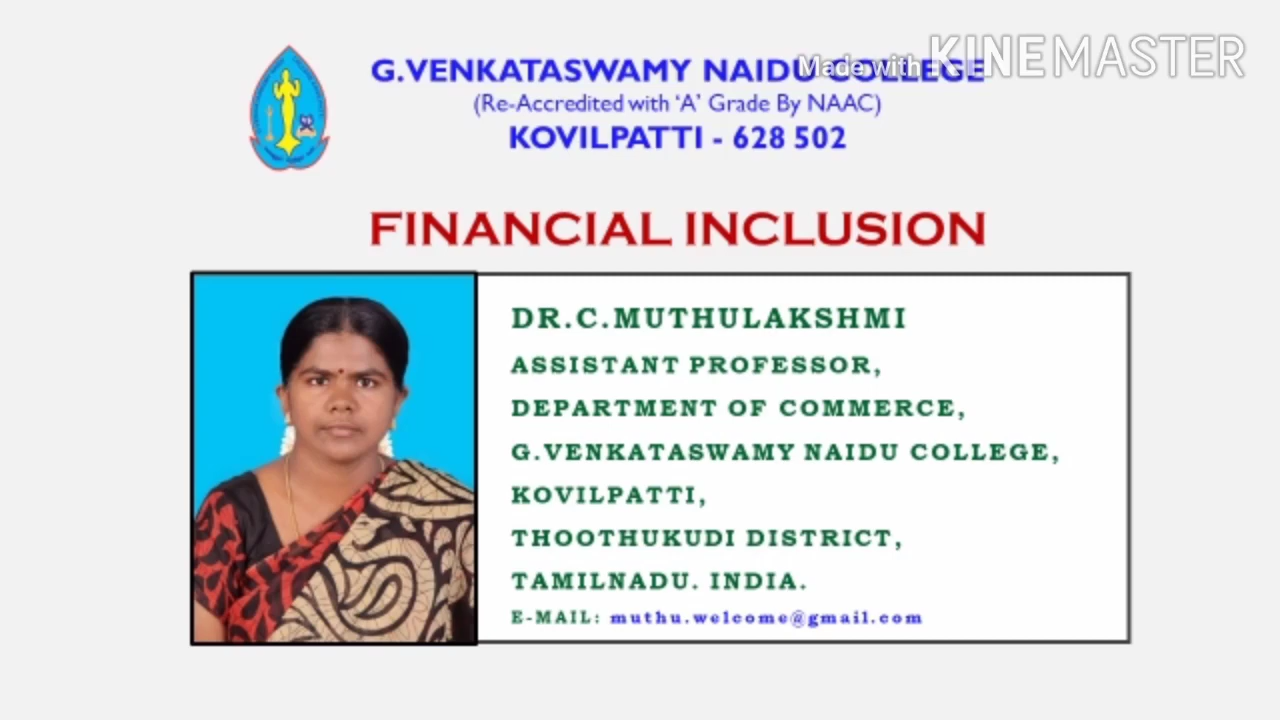 G.VENKATASWAMY NAIDU COLLEGE
Made with KINEMASTER
(Re-Accredited with ‘A’ Grade By NAAC)
KOVILPATTI - 628 502
FINANCIAL INCLUSION
DR.C.MUTHULAKSHMI
ASSISTANT PROFESSOR,
DEPARTMENT OF COMMERCE,
G.VENKATASWAMY NAIDU COLLEGE,
KOVILPATTI,
THOOTHUKUDI DISTRICT,
TAMILNADU. INDIA.
E-MAIL: muthu.welcome@gmail.com